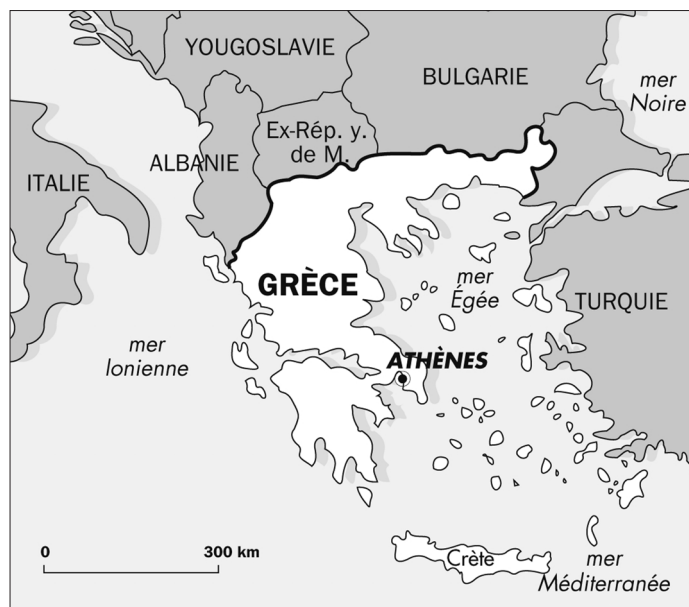 YOUGOSLAVIE
BULGARIE
mer
Noire
Ex-Rép. y.
de M.
ALBANIE
ITALIE
GRÈCE
mer
Égée
TURQUIE
mer
Ionienne
ATHÈNES
0
300 km
Crète
mer
Méditerranée